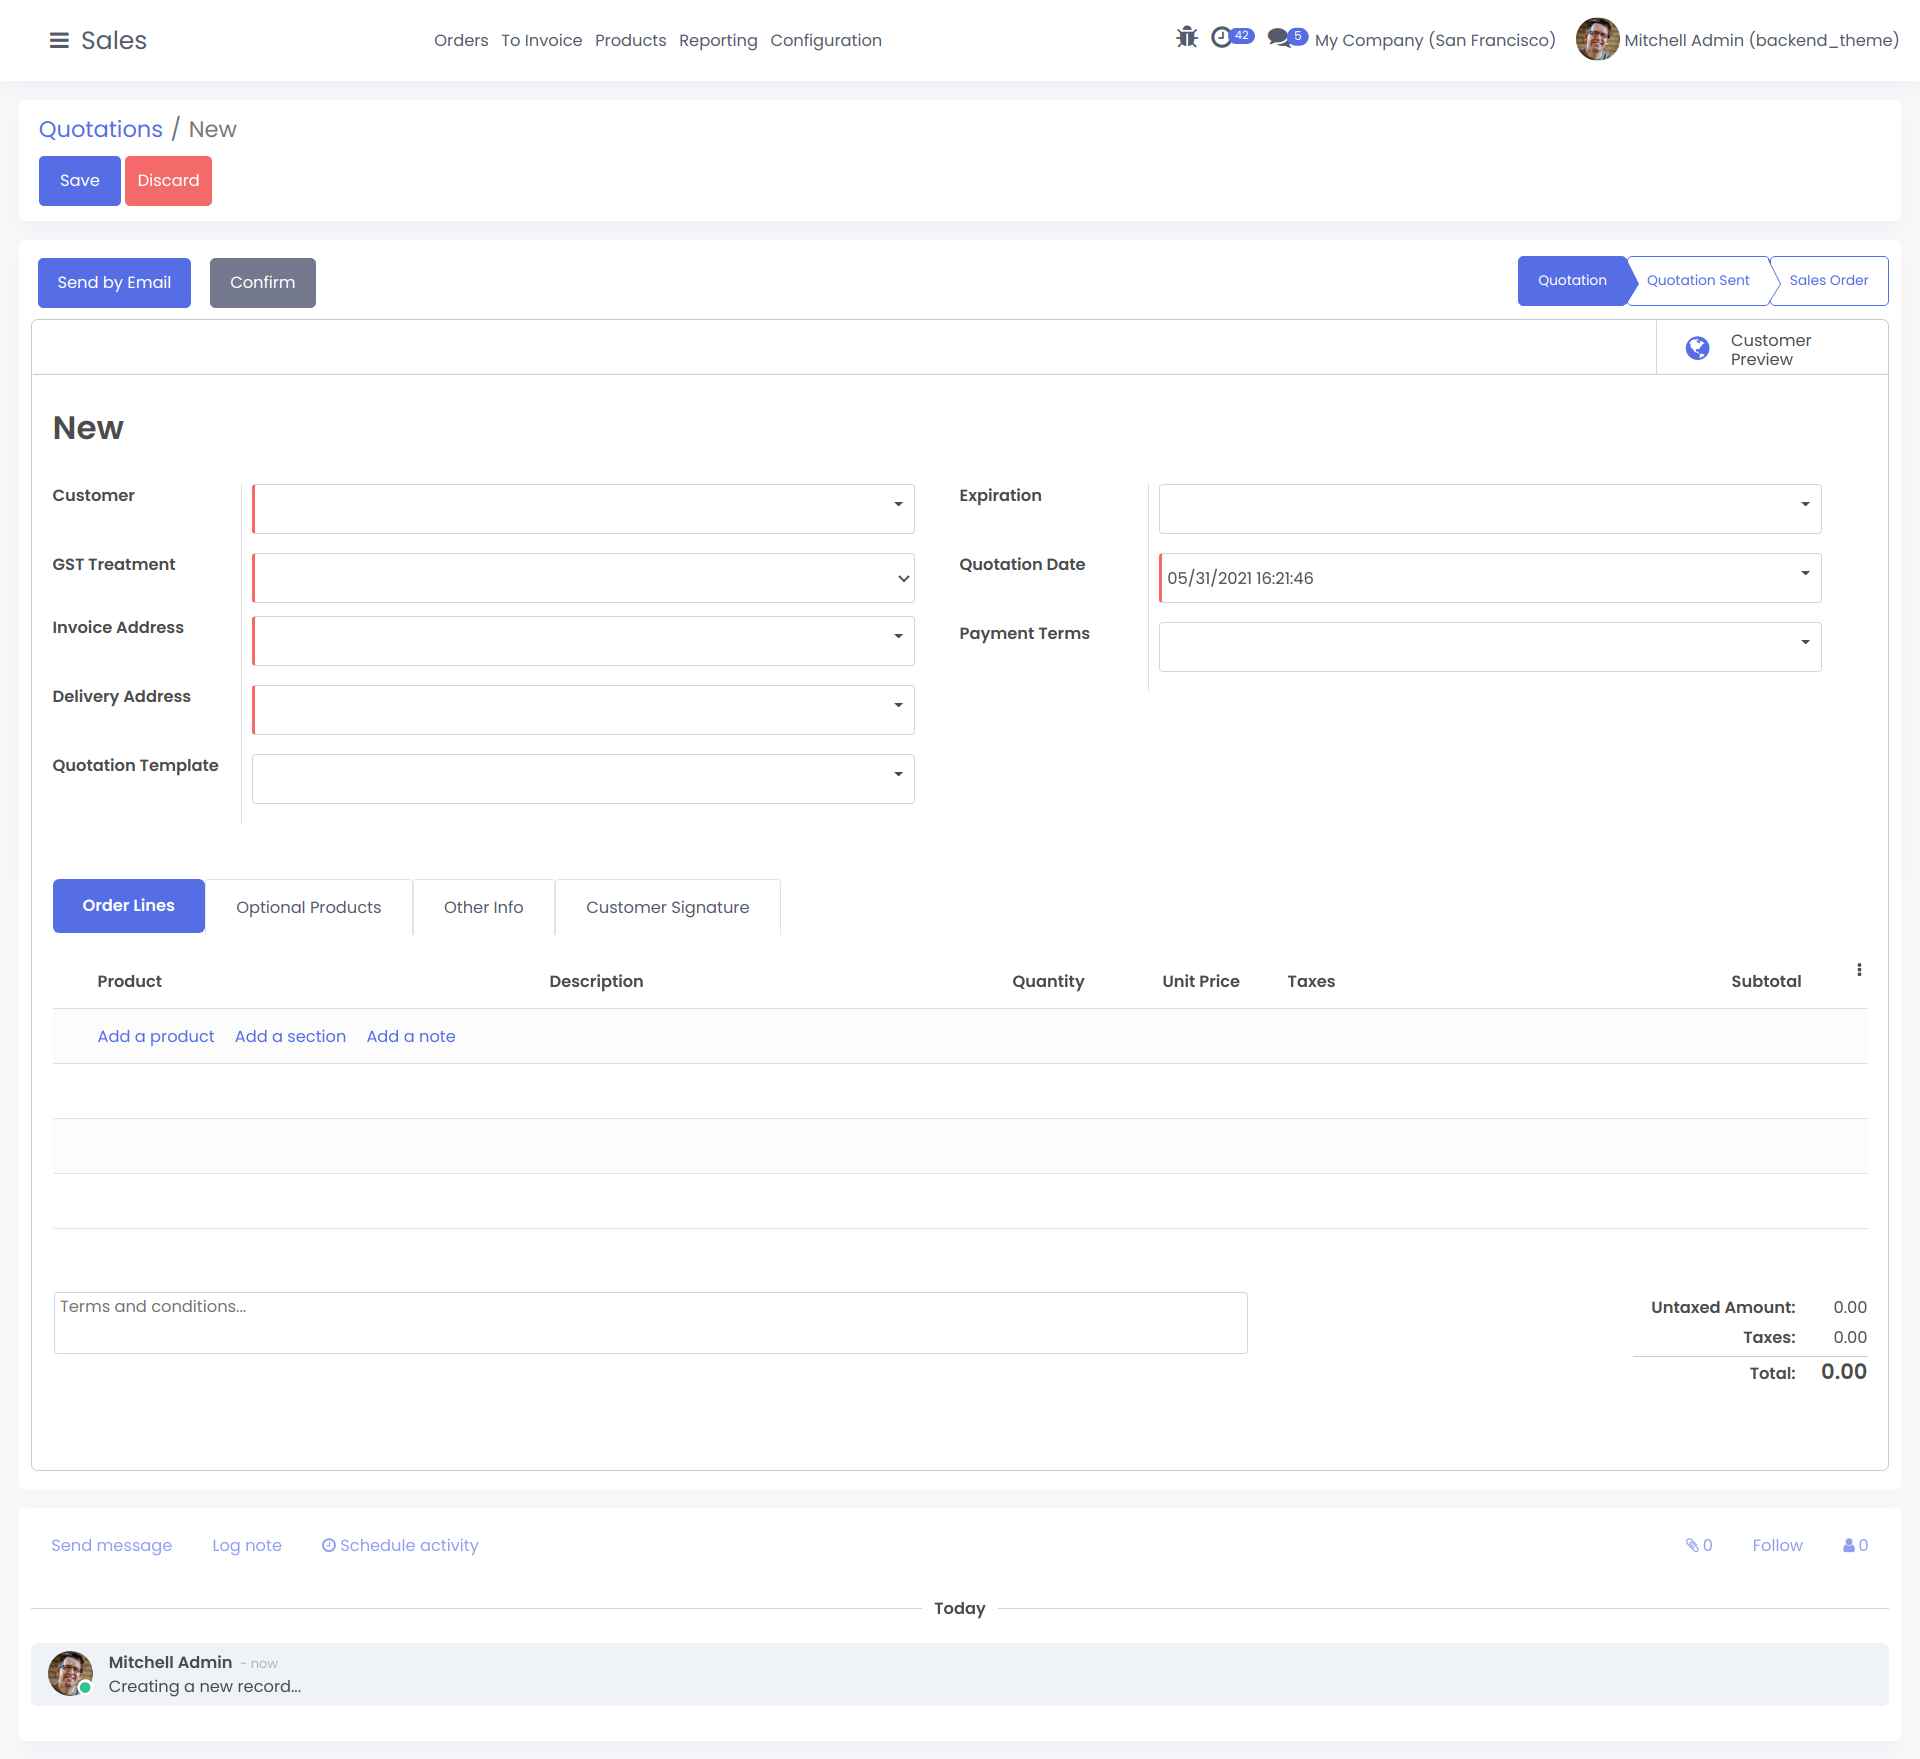 Sales
Orders To Invoice Products Reporting Configuration
42 5 My Company (San Francisco) Mitchell Admin (backend_theme)
Quotations / New
Save Discard
Send by Email Confirm
Quotation Quotation Sent Sales Order
Customer
Preview
New
Customer
GST Treatment
Invoice Address
Delivery Address
Quotation Template
Expiration
Quotation Date 05/31/2021 16:21:46
Payment Terms
Order Lines Optional Products Other Info Customer Signature
Product Description Quantity Unit Price Taxes Subtotal
Add a product Add a section Add a note
Terms and conditions...
Untaxed Amount: 0.00
Taxes: 0.00
Total: 0.00
Send message Log note Schedule activity 0 Follow 0
Today
Mitchell Admin - now
Creating a new record...